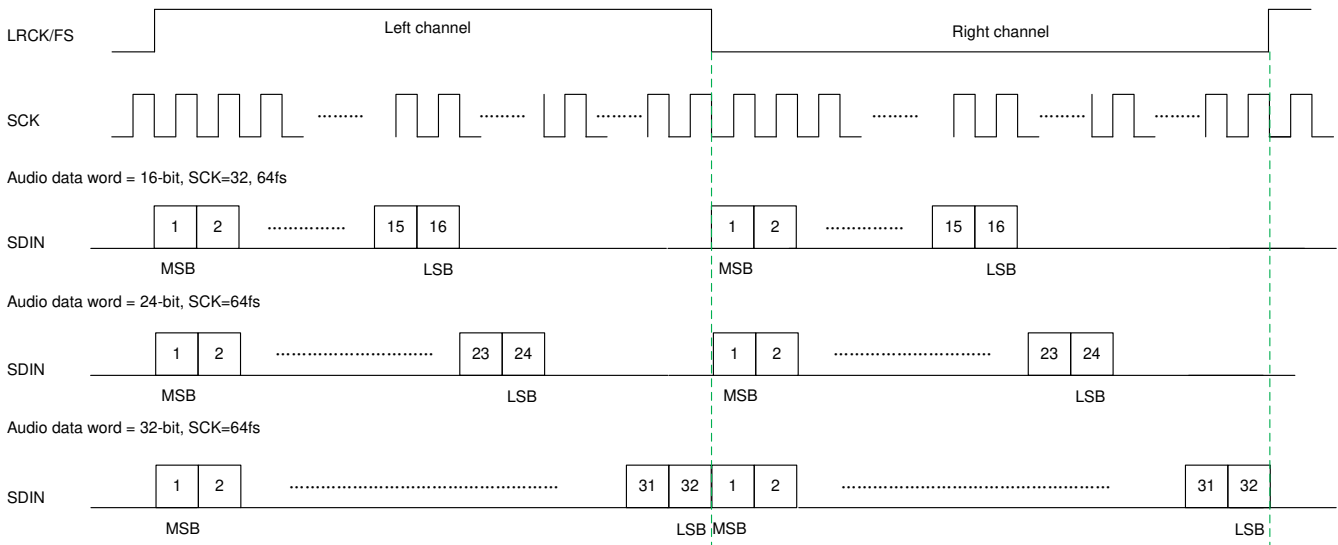 LRCK/FS
Left channel
Right channel
SCK
Audio data word = 16-bit, SCK=32, 64fs
SDIN
1 2 15 16 1 2 15 16
MSB LSB MSB LSB
Audio data word = 24-bit, SCK=64fs
SDIN
1 2 23 24 1 2 23 24
MSB LSB MSB LSB
Audio data word = 32-bit, SCK=64fs
SDIN
1 2 31 32 1 2 31 32
MSB LSB MSB LSB